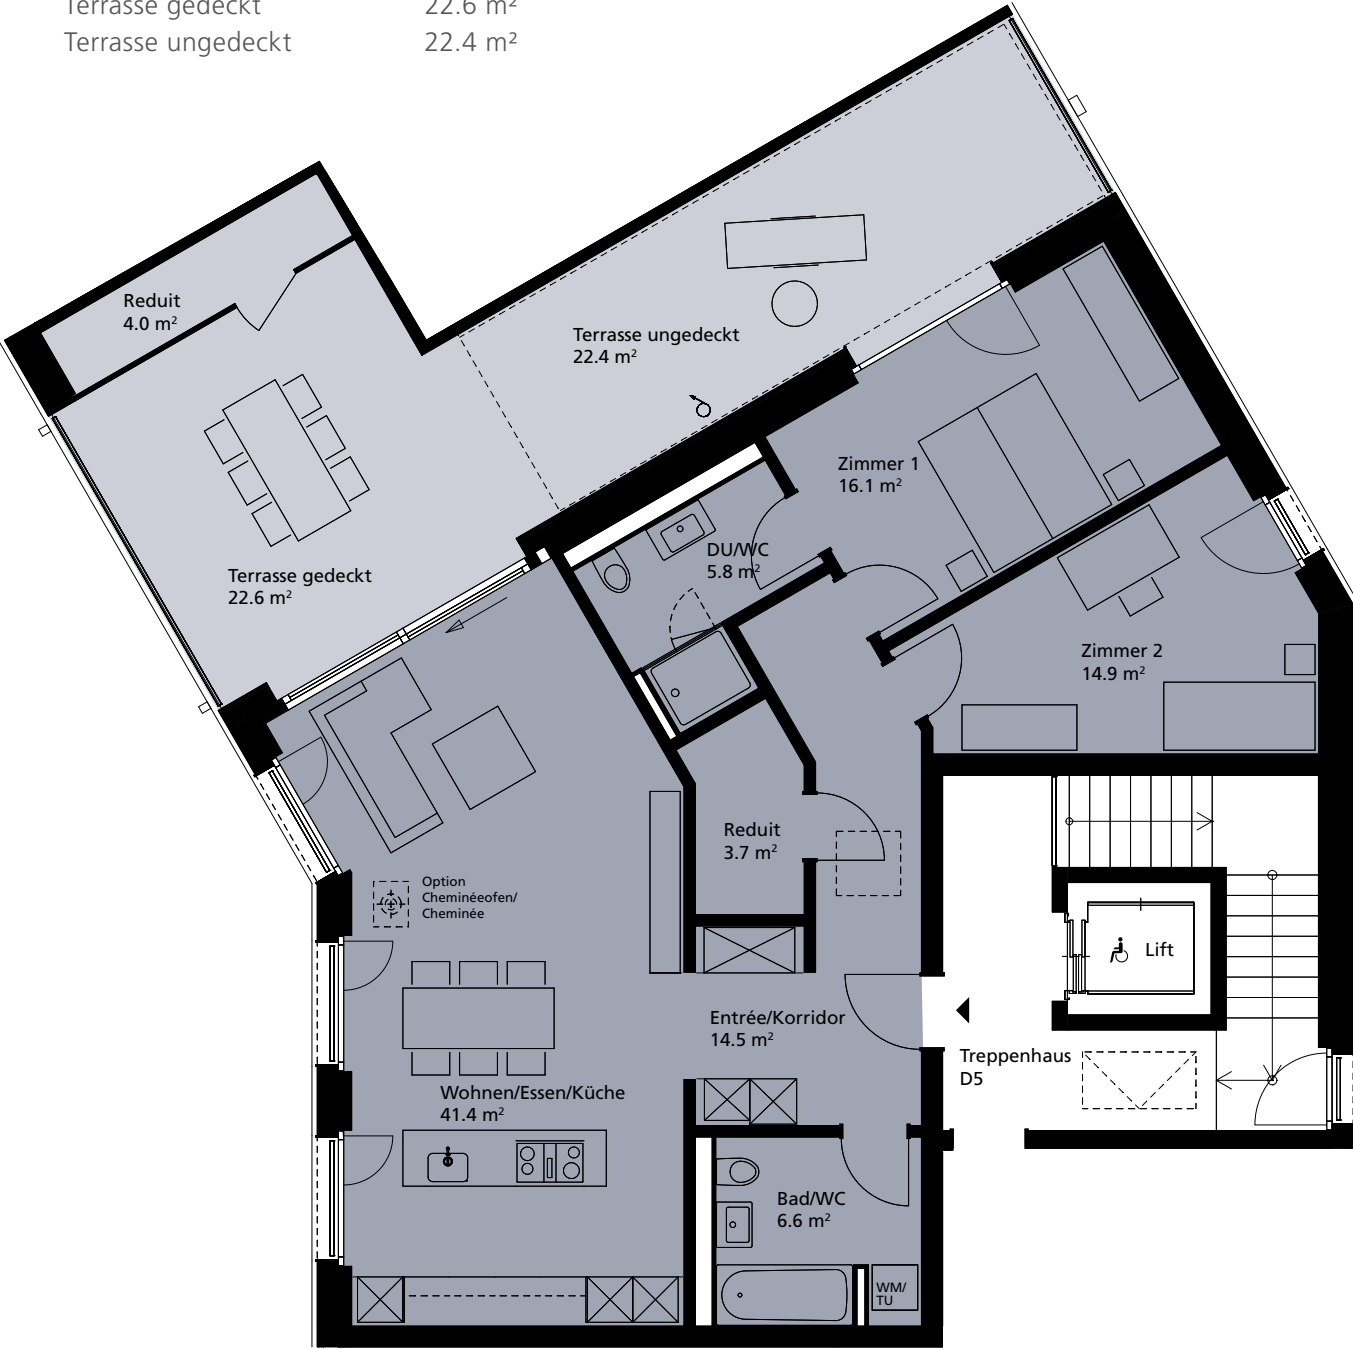 Terrasse gedeckt 22.6 m²
Terrasse ungedeckt 22.4 m²
Reduit
4.0 m²
Terrasse ungedeckt
22.4 m²
Zimmer 1
16.1 m²
DU/WC
5.8 m²
Terrasse gedeckt
22.6 m²
Zimmer 2
14.9 m²
Reduit
3.7 m²
Option
Cheminéeofen/
Cheminée
Lift
Entrée/Korridor
14.5 m²
Treppenhaus
D5
Wohnen/Essen/Küche
41.4 m²
Bad/WC
6.6 m²
WM/
TU